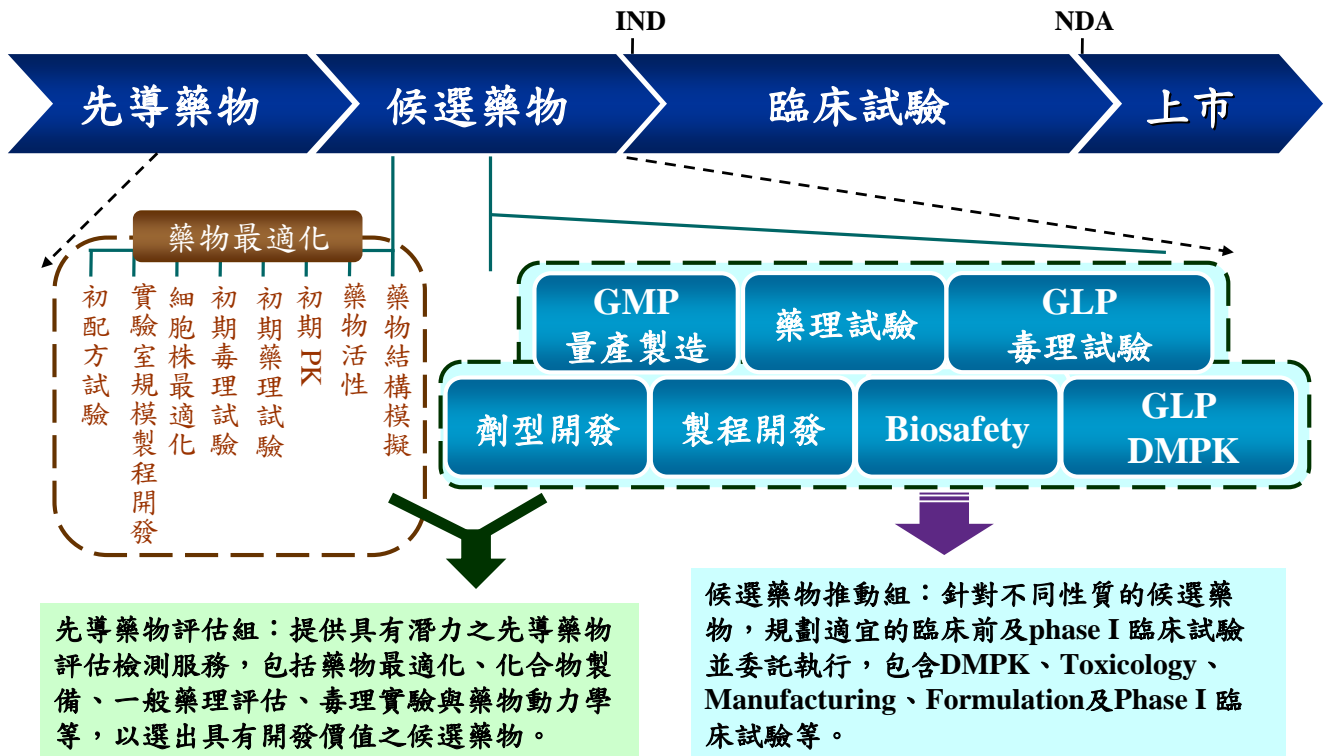 IND
NDA
先導藥物
候選藥物
臨床試驗
上市
藥物最適化
初配方試驗
實驗室規模製程開發
細胞株最適化
初期毒理試驗
初期藥理試驗
初期 PK
藥物活性
藥物結構模擬
GMP
量產製造
藥理試驗
GLP
毒理試驗
劑型開發
製程開發
Biosafety
GLP
DMPK
先導藥物評估組：提供具有潛力之先導藥物
評估檢測服務，包括藥物最適化、化合物製
備、一般藥理評估、毒理實驗與藥物動力學
等，以選出具有開發價值之候選藥物。
候選藥物推動組：針對不同性質的候選藥
物，規劃適宜的臨床前及phase I 臨床試驗
並委託執行，包含DMPK、Toxicology、
Manufacturing、Formulation及Phase I 臨
床試驗等。